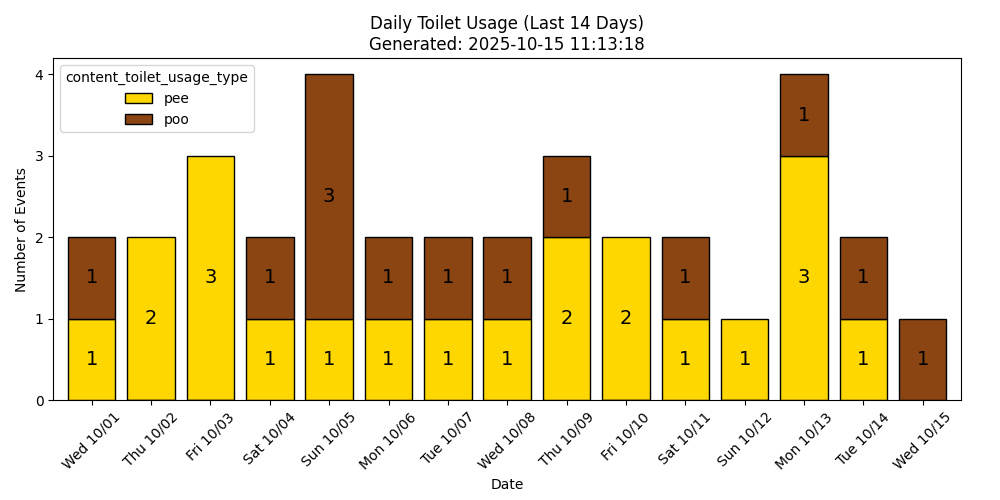 Daily Toilet Usage (Last 14 Days)
Generated: 2025-10-15 11:13:18
content_toilet_usage_type
pee
poo
Number of Events
4
3
2
1
0
1
1
2
3
1
1
3
1
1
1
1
1
1
1
1
2
2
1
1
1
1
3
1
1
1
Wed 10/01
Thu 10/02
Fri 10/03
Sat 10/04
Sun 10/05
Mon 10/06
Tue 10/07
Wed 10/08
Thu 10/09
Fri 10/10
Sat 10/11
Sun 10/12
Mon 10/13
Tue 10/14
Wed 10/15
Date